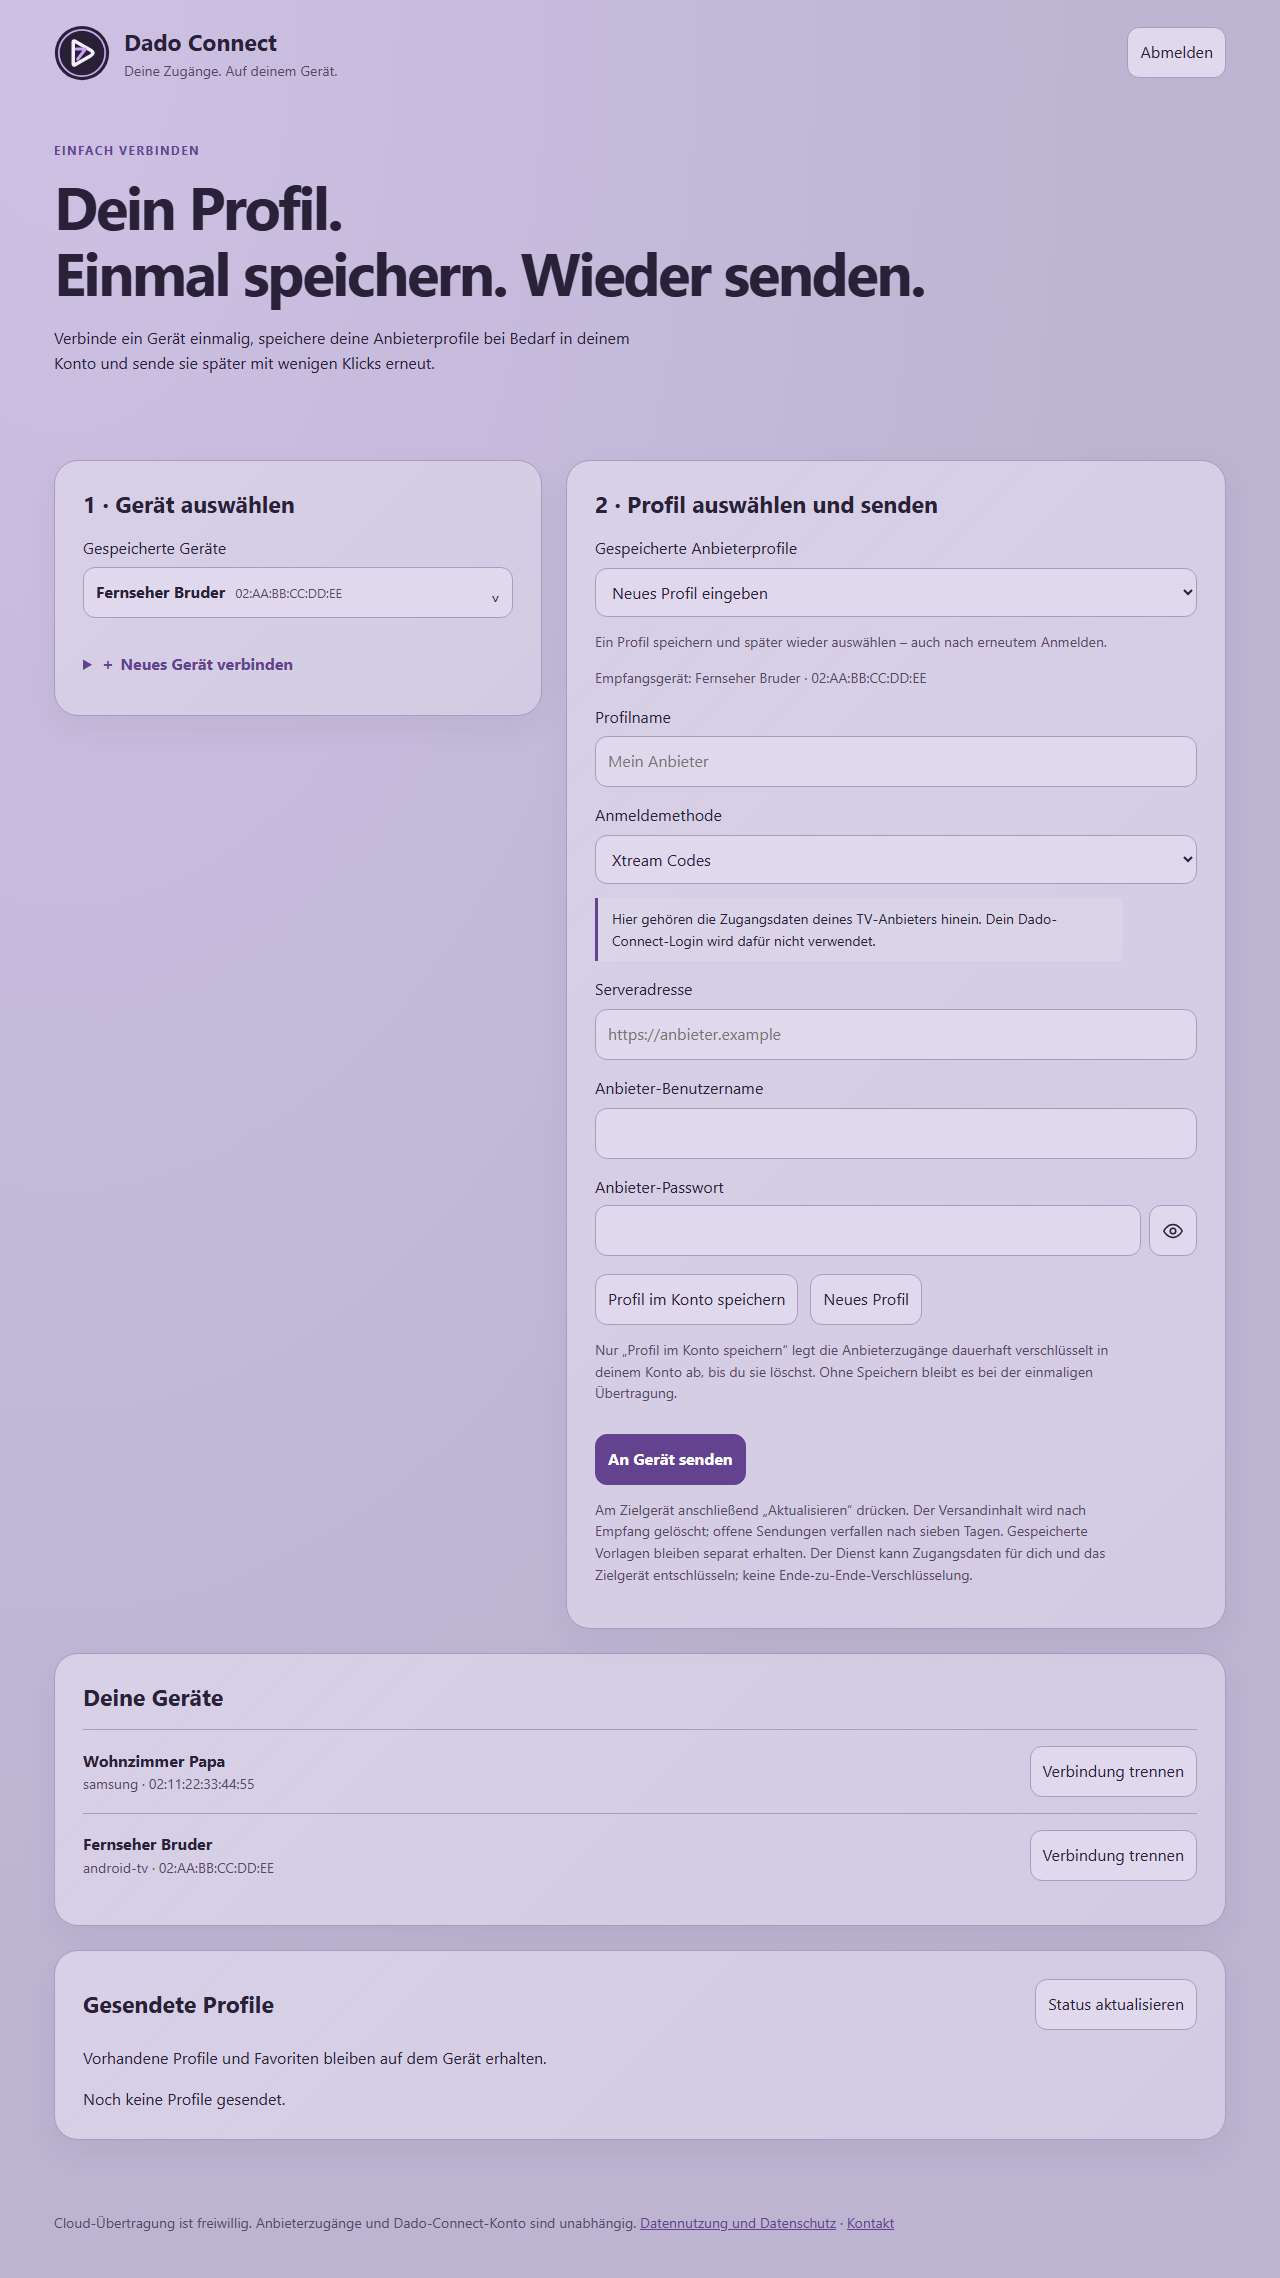 Dado Connect
Deine Zugänge. Auf deinem Gerät.
Abmelden
EINFACH VERBINDEN
Dein Profil.
Einmal speichern. Wieder senden.
Verbinde ein Gerät einmalig, speichere deine Anbieterprofile bei Bedarf in deinem
Konto und sende sie später mit wenigen Klicks erneut.
1 · Gerät auswählen
Gespeicherte Geräte
Fernseher Bruder 02:AA:BB:CC:DD:EE v
+ Neues Gerät verbinden
2 · Profil auswählen und senden
Gespeicherte Anbieterprofile
Neues Profil eingeben
Ein Profil speichern und später wieder auswählen – auch nach erneutem Anmelden.
Empfangsgerät: Fernseher Bruder · 02:AA:BB:CC:DD:EE
Profilname
Mein Anbieter
Anmeldemethode
Xtream Codes
Hier gehören die Zugangsdaten deines TV-Anbieters hinein. Dein Dado-
Connect-Login wird dafür nicht verwendet.
Serveradresse
https://anbieter.example
Anbieter-Benutzername
Anbieter-Passwort
Profil im Konto speichern
Neues Profil
Nur „Profil im Konto speichern“ legt die Anbieterzugänge dauerhaft verschlüsselt in
deinem Konto ab, bis du sie löschst. Ohne Speichern bleibt es bei der einmaligen
Übertragung.
An Gerät senden
Am Zielgerät anschließend „Aktualisieren“ drücken. Der Versandinhalt wird nach
Empfang gelöscht; offene Sendungen verfallen nach sieben Tagen. Gespeicherte
Vorlagen bleiben separat erhalten. Der Dienst kann Zugangsdaten für dich und das
Zielgerät entschlüsseln; keine Ende-zu-Ende-Verschlüsselung.
Deine Geräte
Wohnzimmer Papa
samsung · 02:11:22:33:44:55
Verbindung trennen
Fernseher Bruder
android-tv · 02:AA:BB:CC:DD:EE
Verbindung trennen
Gesendete Profile
Status aktualisieren
Vorhandene Profile und Favoriten bleiben auf dem Gerät erhalten.
Noch keine Profile gesendet.
Cloud-Übertragung ist freiwillig. Anbieterzugänge und Dado-Connect-Konto sind unabhängig. Datennutzung und Datenschutz · Kontakt